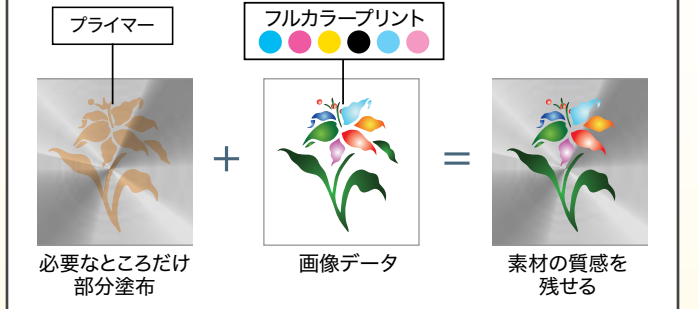 プライマー
フルカラープリント
必要なところだけ
部分塗布
画像データ
素材の質感を
残せる